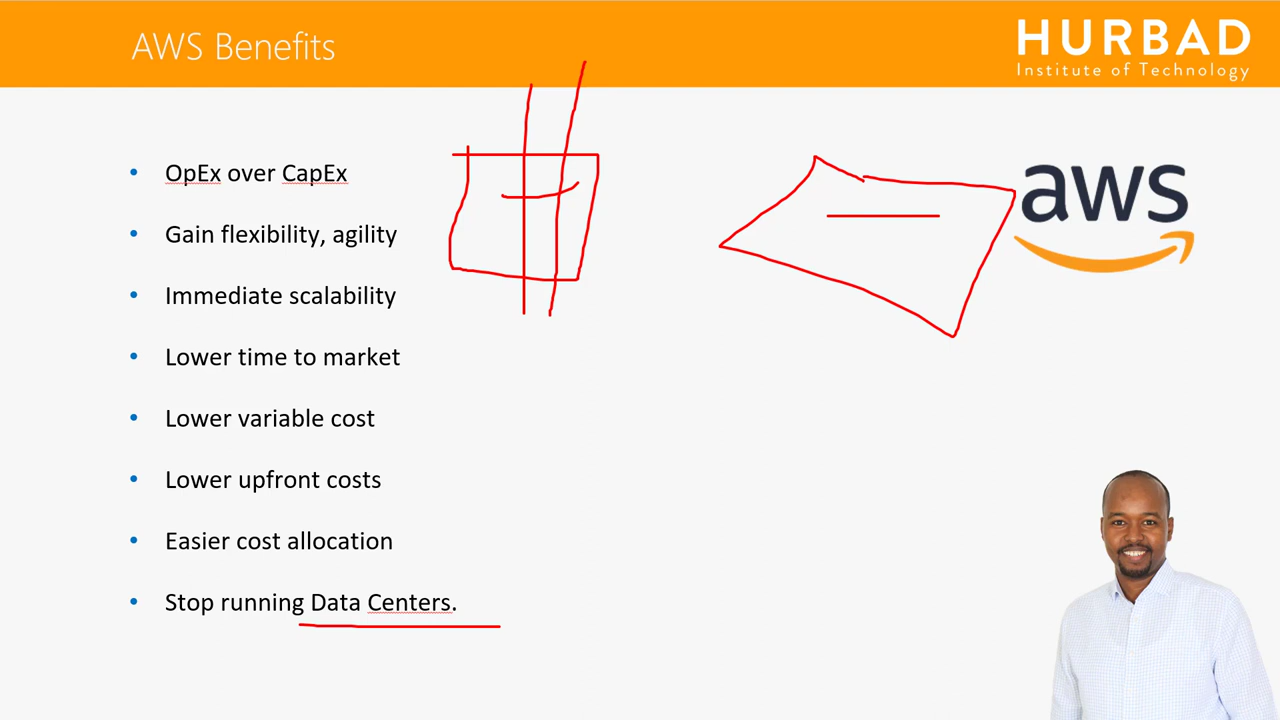 AWS Benefits
HURBAD
Institute of Technology
• OpEx over CapEx
• Gain flexibility, agility
• Immediate scalability
• Lower time to market
• Lower variable cost
• Lower upfront costs
• Easier cost allocation
• Stop running Data Centers.
aws